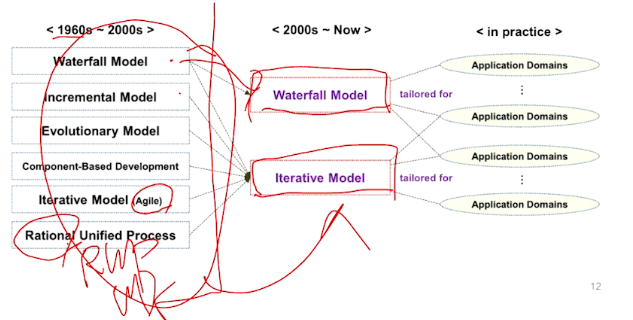 < 1960s ~ 2000s >
< 2000s ~ Now >
< in practice >
Waterfall Model
Incremental Model
Evolutionary Model
Component-Based Development
Iterative Model (Agile)
Rational Unified Process
Waterfall Model
Iterative Model
tailored for
tailored for
Application Domains
⋮
Application Domains
Application Domains
⋮
Application Domains
12